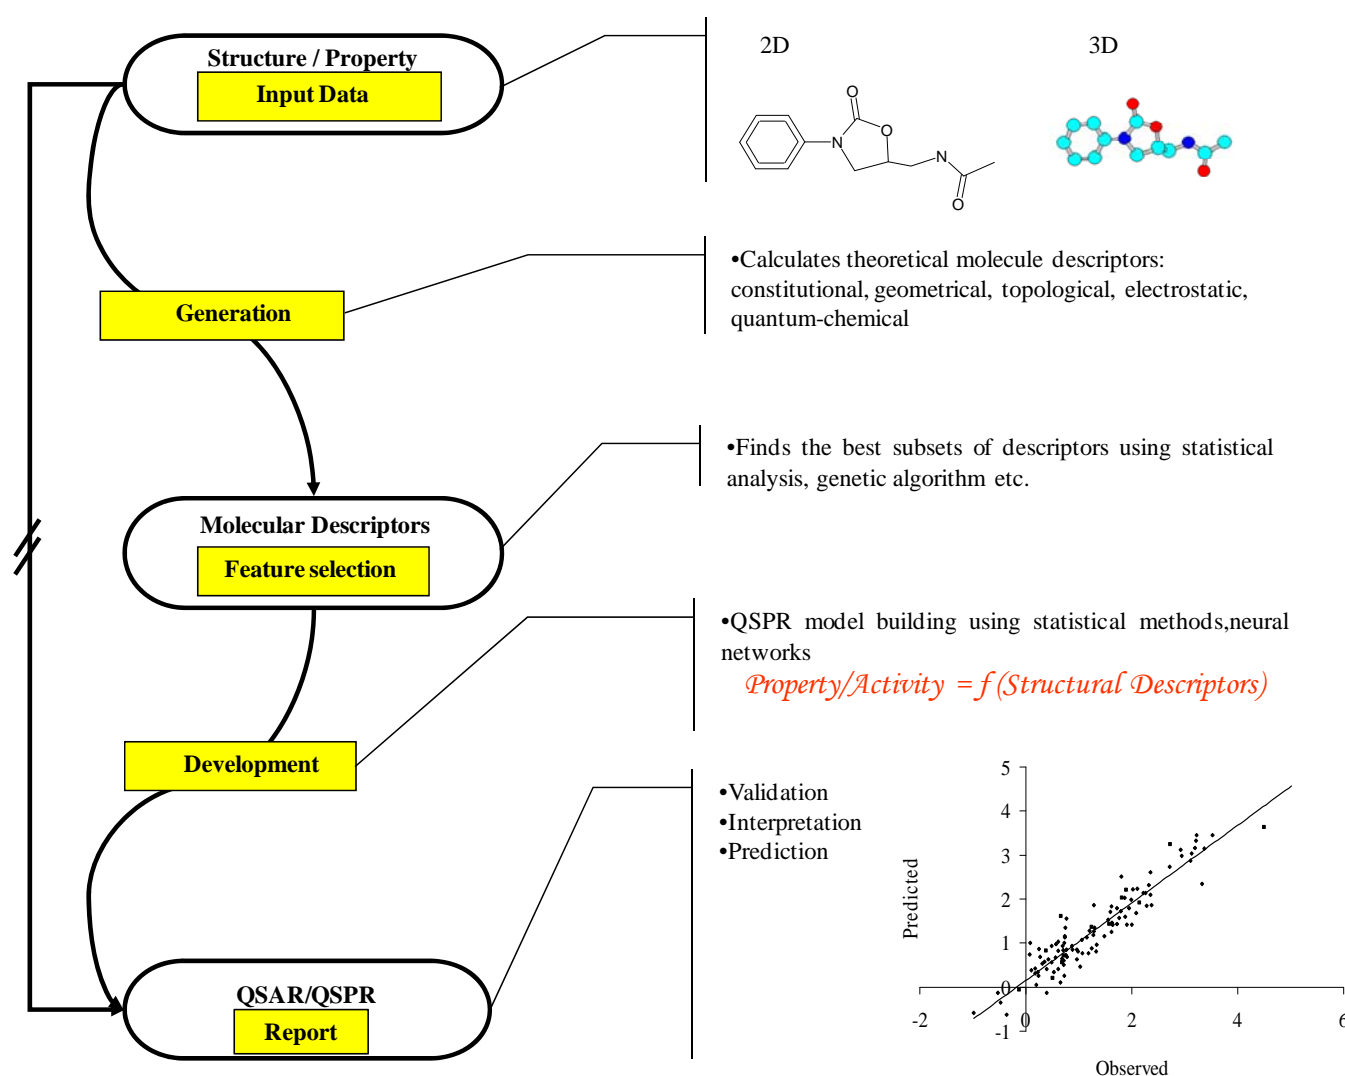 Structure / Property
Input Data
2D
3D
O
O
N
N
H
O
Generation
•Calculates theoretical molecule descriptors:
constitutional, geometrical, topological, electrostatic,
quantum-chemical
•Finds the best subsets of descriptors using statistical
analysis, genetic algorithm etc.
Molecular Descriptors
Feature selection
•QSPR model building using statistical methods,neural
networks
Property/Activity = f (Structural Descriptors)
Development
•Validation
•Interpretation
•Prediction
QSAR/QSPR
Report
Predicted
5
4
3
2
1
0
-1
-2
0
2
4
6
Observed